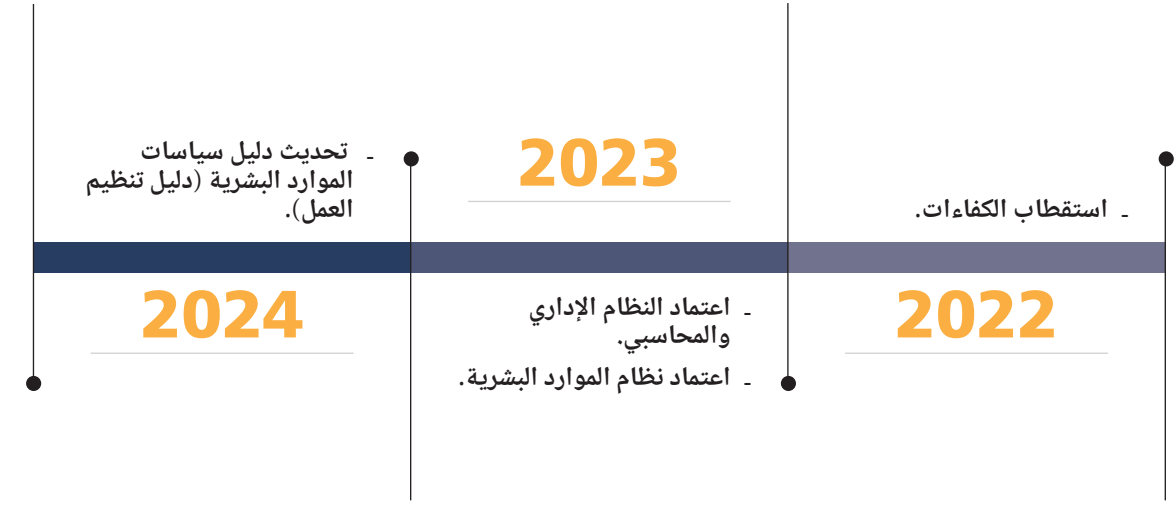 2022
- استقطاب الكفاءات.
2023
- اعتماد النظام الإداري
والمحاسبي.
- اعتماد نظام الموارد البشرية.
2024
- تحديث دليل سياسات
الموارد البشرية (دليل تنظيم
العمل).